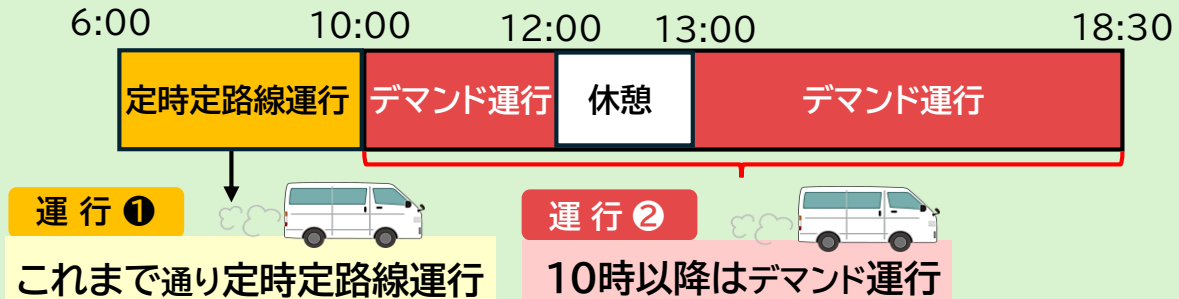 6:00 10:00 12:00 13:00 18:30
定時定路線運行 デマンド運行 休憩 デマンド運行
運行❶ 運行❷
これまで通り定時定路線運行 10時以降はデマンド運行